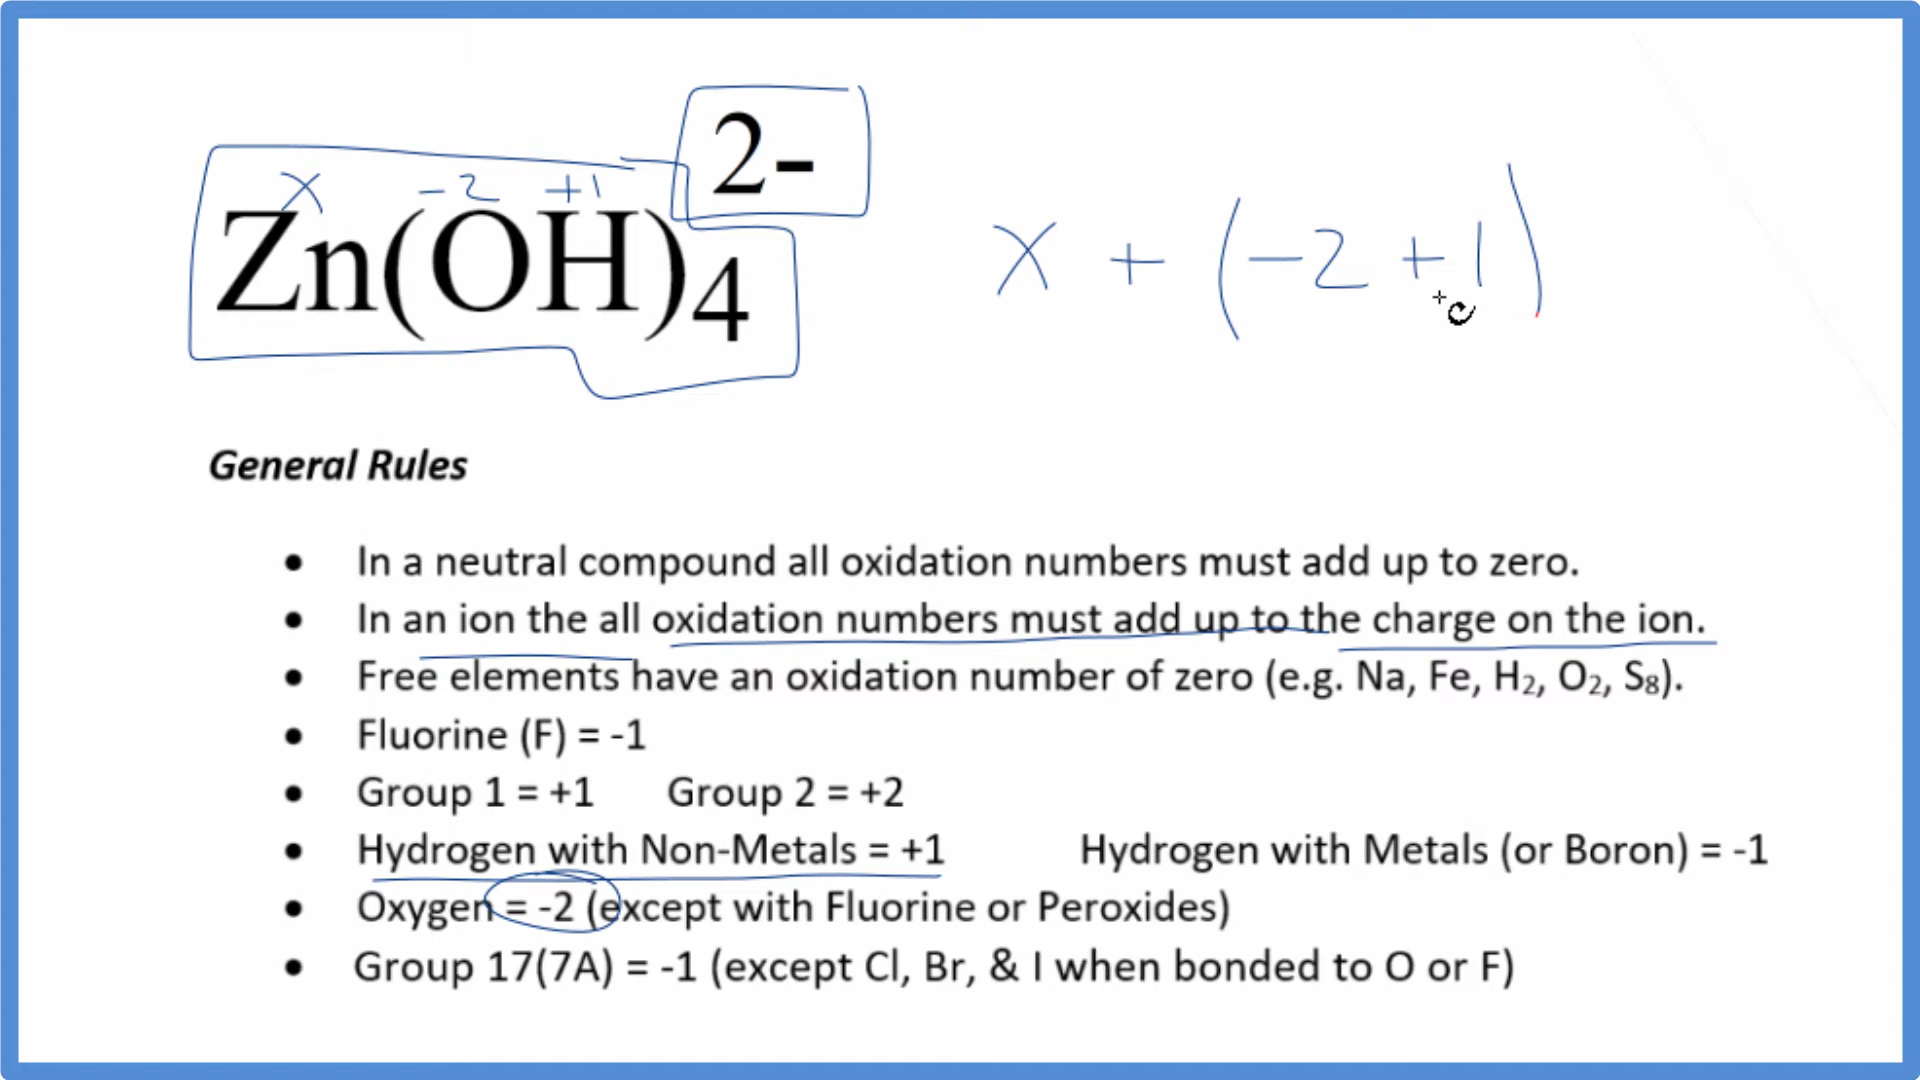 2-
x -2 +1
Zn(OH)4
x + (-2 +1)
General Rules
• In a neutral compound all oxidation numbers must add up to zero.
• In an ion the all oxidation numbers must add up to the charge on the ion.
• Free elements have an oxidation number of zero (e.g. Na, Fe, H₂, O₂, S₈).
• Fluorine (F) = -1
• Group 1 = +1 Group 2 = +2
• Hydrogen with Non-Metals = +1 Hydrogen with Metals (or Boron) = -1
• Oxygen = -2 (except with Fluorine or Peroxides)
• Group 17(7A) = -1 (except Cl, Br, & I when bonded to O or F)